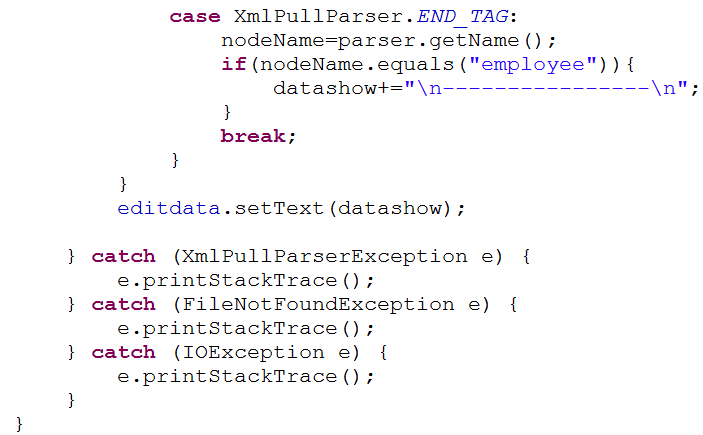 case XmlPullParser.END_TAG:
nodeName=parser.getName();
if(nodeName.equals("employee")){
datashow+="\n----------------\n";
}
break;
}
}
editdata.setText(datashow);
} catch (XmlPullParserException e) {
e.printStackTrace();
} catch (FileNotFoundException e) {
e.printStackTrace();
} catch (IOException e) {
e.printStackTrace();
}
}